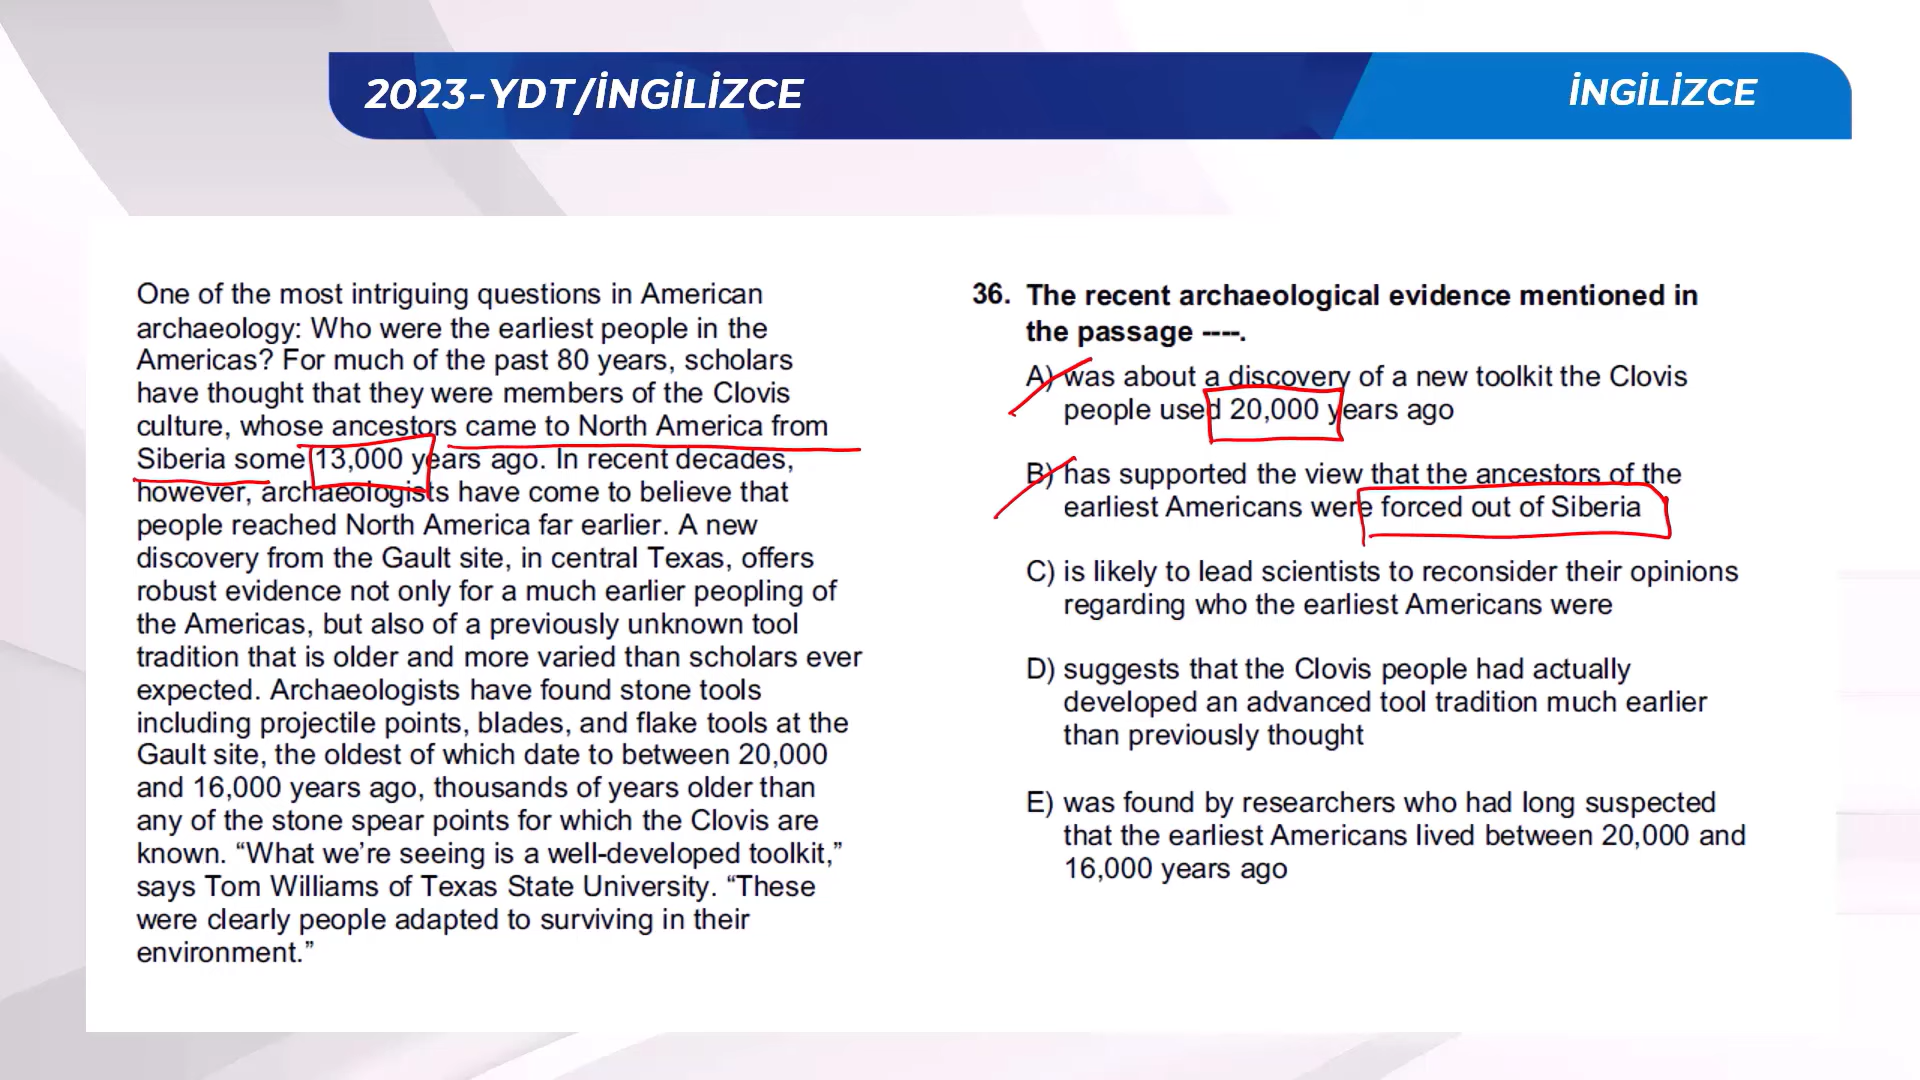 2023-YDT/İNGİLİZCE
İNGİLİZCE
One of the most intriguing questions in American
archaeology: Who were the earliest people in the
Americas? For much of the past 80 years, scholars
have thought that they were members of the Clovis
culture, whose ancestors came to North America from
Siberia some 13,000 years ago. In recent decades,
however, archaeologists have come to believe that
people reached North America far earlier. A new
discovery from the Gault site, in central Texas, offers
robust evidence not only for a much earlier peopling of
the Americas, but also of a previously unknown tool
tradition that is older and more varied than scholars ever
expected. Archaeologists have found stone tools
including projectile points, blades, and flake tools at the
Gault site, the oldest of which date to between 20,000
and 16,000 years ago, thousands of years older than
any of the stone spear points for which the Clovis are
known. “What we’re seeing is a well-developed toolkit,”
says Tom Williams of Texas State University. “These
were clearly people adapted to surviving in their
environment.”
36. The recent archaeological evidence mentioned in
the passage ----.
A) was about a discovery of a new toolkit the Clovis
people used 20,000 years ago
B) has supported the view that the ancestors of the
earliest Americans were forced out of Siberia
C) is likely to lead scientists to reconsider their opinions
regarding who the earliest Americans were
D) suggests that the Clovis people had actually
developed an advanced tool tradition much earlier
than previously thought
E) was found by researchers who had long suspected
that the earliest Americans lived between 20,000 and
16,000 years ago